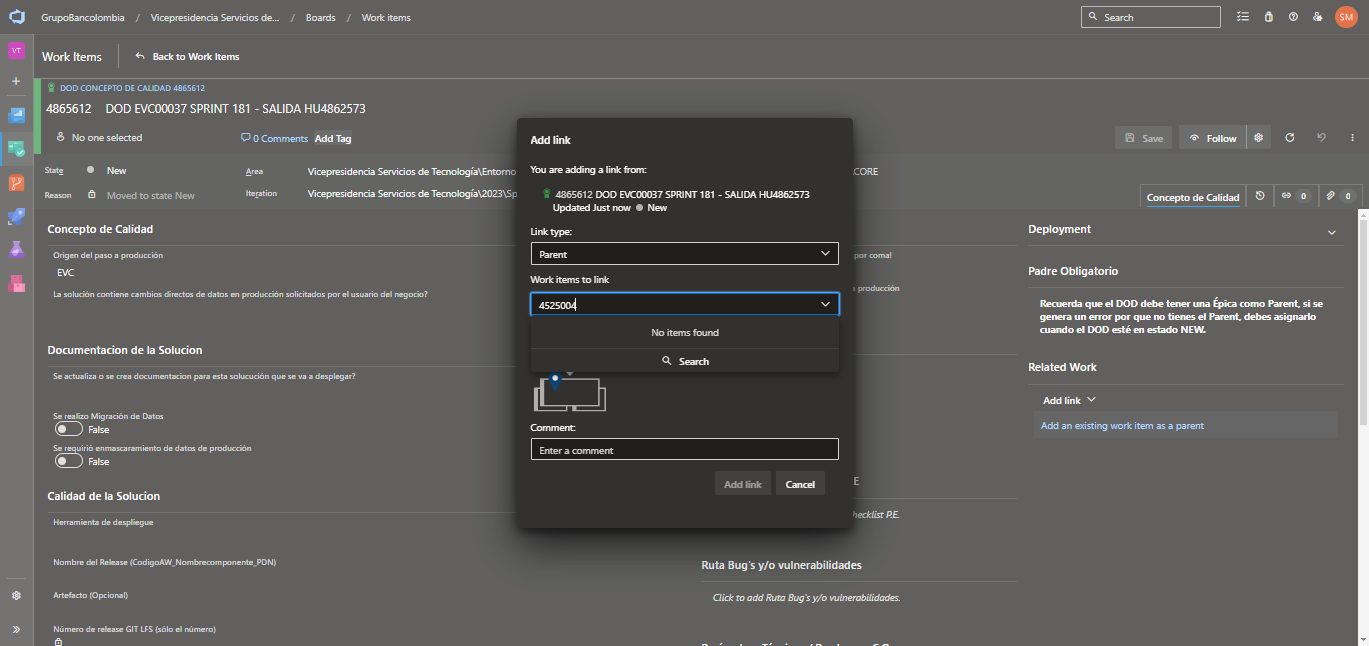 GrupoBancolombia / Vicepresidencia Servicios de... / Boards / Work items
Search
SM
VT
Work Items
Back to Work Items
DOD CONCEPTO DE CALIDAD 4865612
4865612 DOD EVC00037 SPRINT 181 - SALIDA HU4862573
No one selected
0 Comments
Add Tag
Save
Follow
State
New
Area
Vicepresidencia Servicios de Tecnología\Entorno
CORE
Reason
Moved to state New
Iteration
Vicepresidencia Servicios de Tecnología\2023\Sp
Concepto de Calidad
0
0
Concepto de Calidad
Origen del paso a producción
EVC
La solución contiene cambios directos de datos en producción solicitados por el usuario del negocio?
Documentacion de la Solucion
Se actualiza o se crea documentacion para esta solucución que se va a desplegar?
Se realizo Migración de Datos
False
Se requirió enmascaramiento de datos de producción
False
Calidad de la Solucion
Herramienta de despliegue
Nombre del Release (CodigoAW_Nombrecomponente_PDN)
Artefacto (Opcional)
Número de release GIT LFS (sólo el número)
Add link
You are adding a link from:
4865612 DOD EVC00037 SPRINT 181 - SALIDA HU4862573
Updated Just now
New
Link type:
Parent
Work items to link
4525004
No items found
Search
Comment:
Enter a comment
Add link
Cancel
por comal
producción
E
hecklist P.E.
Ruta Bug's y/o vulnerabilidades
Click to add Ruta Bug's y/o vulnerabilidades.
Deployment
Padre Obligatorio
Recuerda que el DOD debe tener una Épica como Parent, si se
genera un error por que no tienes el Parent, debes asignarlo
cuando el DOD esté en estado NEW.
Related Work
Add link
Add an existing work item as a parent